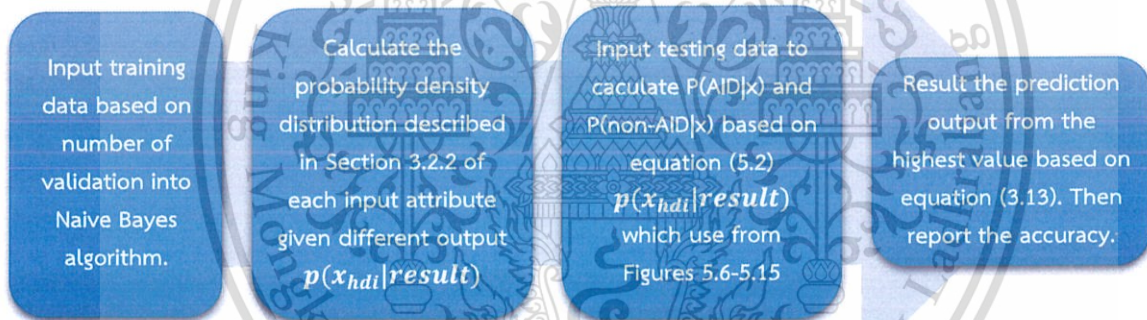 Input training
data based on
number of
validation into
Naive Bayes
algorithm.
Calculate the
probability density
distribution described
in Section 3.2.2 of
each input attribute
given different output
p(x_hdi|result)
Input testing data to
caculate P(AID|x) and
P(non-AID|x) based on
equation (5.2)
p(x_hdi|result)
which use from
Figures 5.6-5.15
Result the prediction
output from the
highest value based on
equation (3.13). Then
report the accuracy.
King Mongk